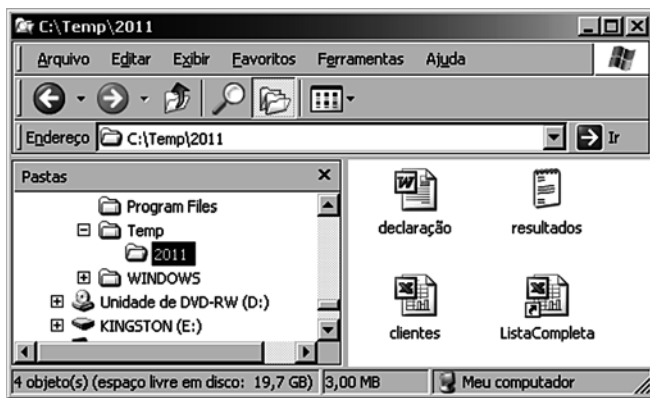 C:\Temp\2011
Arquivo Editar Exibir Favoritos Ferramentas Ajuda
Endereço C:\Temp\2011 Ir
Pastas
Program Files
Temp
2011
WINDOWS
Unidade de DVD-RW (D:)
KINGSTON (E:)
declaração resultados
clientes ListaCompleta
4 objeto(s) (espaço livre em disco: 19,7 GB) 3,00 MB Meu computador